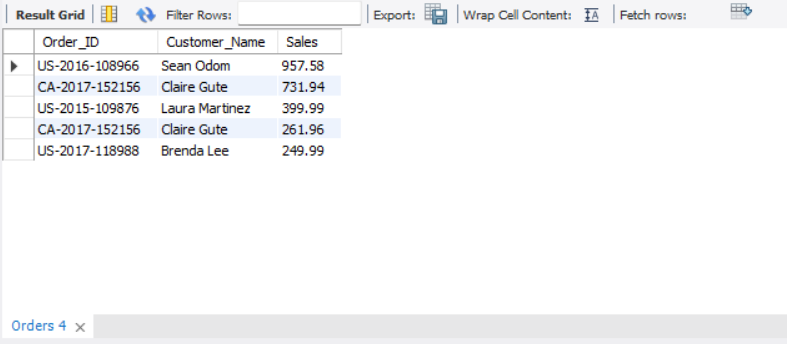 Result Grid Filter Rows: Export: Wrap Cell Content: IA Fetch rows:
Order_ID Customer_Name Sales
US-2016-108966 Sean Odom 957.58
CA-2017-152156 Claire Gute 731.94
US-2015-109876 Laura Martinez 399.99
CA-2017-152156 Claire Gute 261.96
US-2017-118988 Brenda Lee 249.99
Orders 4